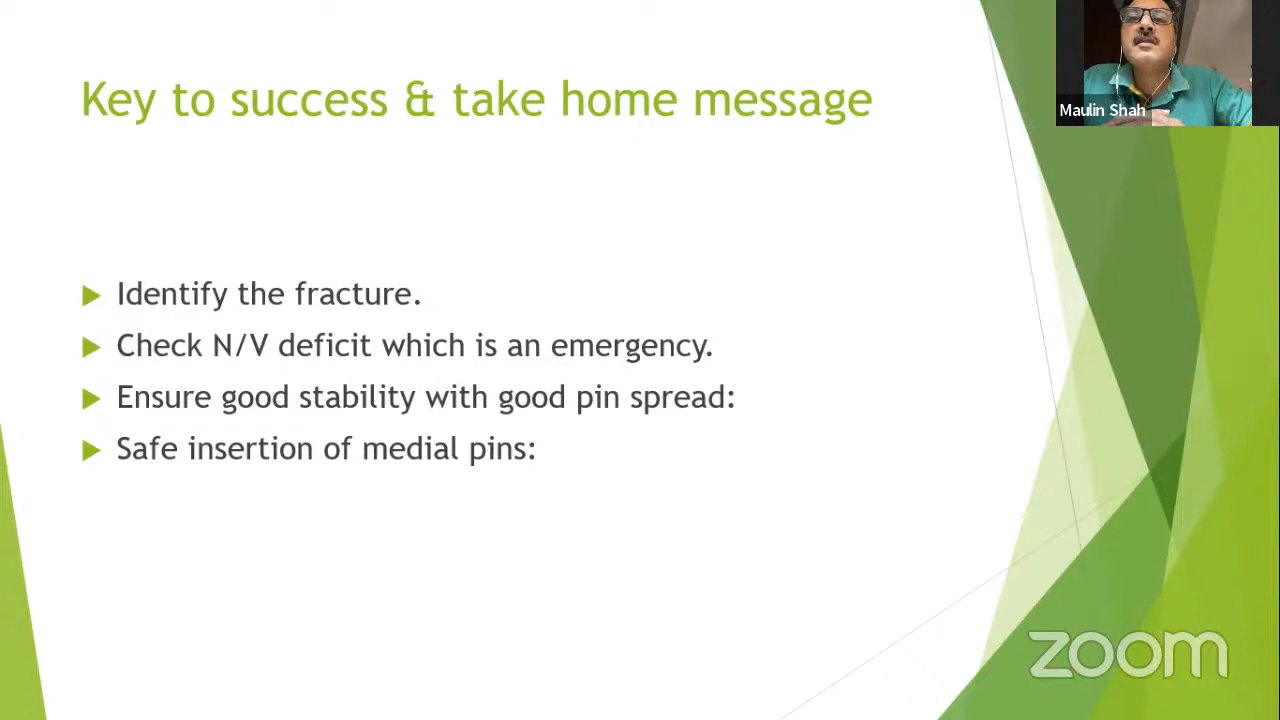 Key to success & take home message
Maulin Shah
Identify the fracture.
Check N/V deficit which is an emergency.
Ensure good stability with good pin spread:
Safe insertion of medial pins:
zoom